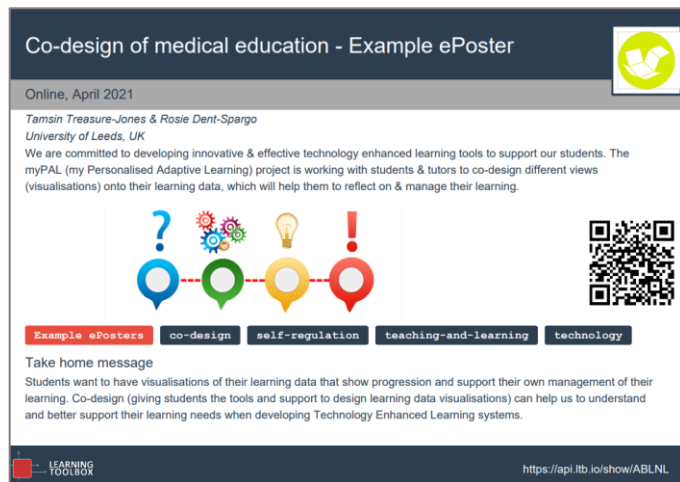 Co-design of medical education - Example ePoster
Online, April 2021
Tamsin Treasure-Jones & Rosie Dent-Spargo
University of Leeds, UK
We are committed to developing innovative & effective technology enhanced learning tools to support our students. The
myPAL (my Personalised Adaptive Learning) project is working with students & tutors to co-design different views
(visualisations) onto their learning data, which will help them to reflect on & manage their learning.
? !
Example ePosters co-design self-regulation teaching-and-learning technology
Take home message
Students want to have visualisations of their learning data that show progression and support their own management of their
learning. Co-design (giving students the tools and support to design learning data visualisations) can help us to understand
and better support their learning needs when developing Technology Enhanced Learning systems.
LEARNING
TOOLBOX
https://api.ltb.io/show/ABLNL